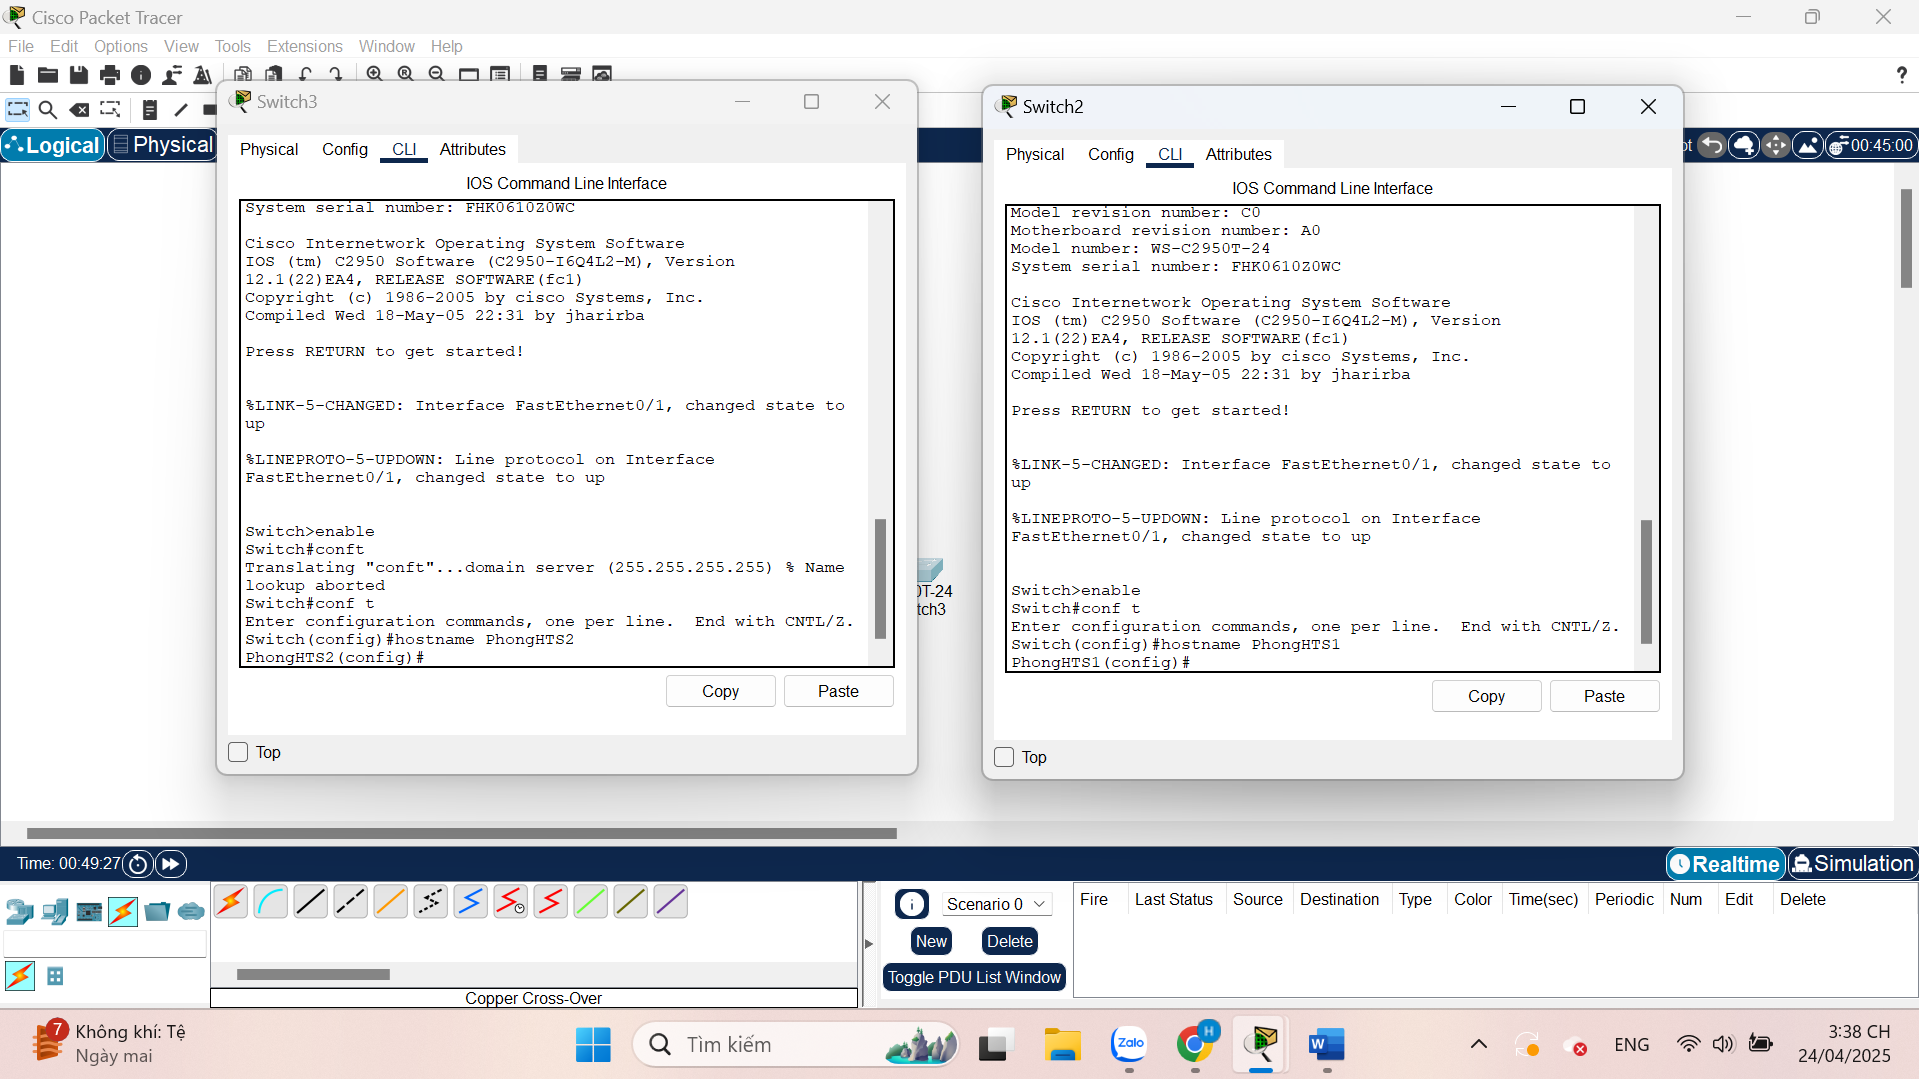 Cisco Packet Tracer
File Edit Options View Tools Extensions Window Help
?
Logical
Physical
00:45:00
Switch3
Physical Config CLI Attributes
IOS Command Line Interface
System serial number: FHK0610Z0WC
Cisco Internetwork Operating System Software
IOS (tm) C2950 Software (C2950-I6Q4L2-M), Version
12.1(22)EA4, RELEASE SOFTWARE(fc1)
Copyright (c) 1986-2005 by cisco Systems, Inc.
Compiled Wed 18-May-05 22:31 by jharirba
Press RETURN to get started!
%LINK-5-CHANGED: Interface FastEthernet0/1, changed state to
up
%LINEPROTO-5-UPDOWN: Line protocol on Interface
FastEthernet0/1, changed state to up
Switch>enable
Switch#conft
Translating "conft"...domain server (255.255.255.255) % Name
lookup aborted
Switch#conf t
Enter configuration commands, one per line.  End with CNTL/Z.
Switch(config)#hostname PhongHTS2
PhongHTS2(config)#
Copy
Paste
Top
T-24
tch3
Switch2
Physical Config CLI Attributes
IOS Command Line Interface
Model revision number: C0
Motherboard revision number: A0
Model number: WS-C2950T-24
System serial number: FHK0610Z0WC
Cisco Internetwork Operating System Software
IOS (tm) C2950 Software (C2950-I6Q4L2-M), Version
12.1(22)EA4, RELEASE SOFTWARE(fc1)
Copyright (c) 1986-2005 by cisco Systems, Inc.
Compiled Wed 18-May-05 22:31 by jharirba
Press RETURN to get started!
%LINK-5-CHANGED: Interface FastEthernet0/1, changed state to
up
%LINEPROTO-5-UPDOWN: Line protocol on Interface
FastEthernet0/1, changed state to up
Switch>enable
Switch#conf t
Enter configuration commands, one per line.  End with CNTL/Z.
Switch(config)#hostname PhongHTS1
PhongHTS1(config)#
Copy
Paste
Top
Time: 00:49:27
Realtime
Simulation
Copper Cross-Over
Scenario 0
New
Delete
Toggle PDU List Window
Fire Last Status Source Destination Type Color Time(sec) Periodic Num Edit Delete
7
Không khí: Tệ
Ngày mai
Tìm kiếm
Zalo
H
W
ENG
3:38 CH
24/04/2025